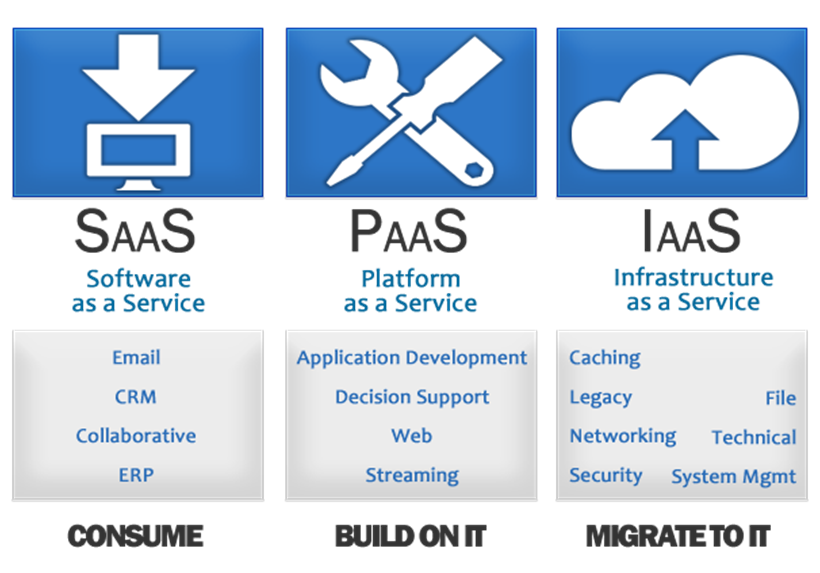 SaaS
Software
as a Service
Email
CRM
Collaborative
ERP
CONSUME
PaaS
Platform
as a Service
Application Development
Decision Support
Web
Streaming
BUILD ON IT
IaaS
Infrastructure
as a Service
Caching
Legacy File
Networking Technical
Security System Mgmt
MIGRATE TO IT